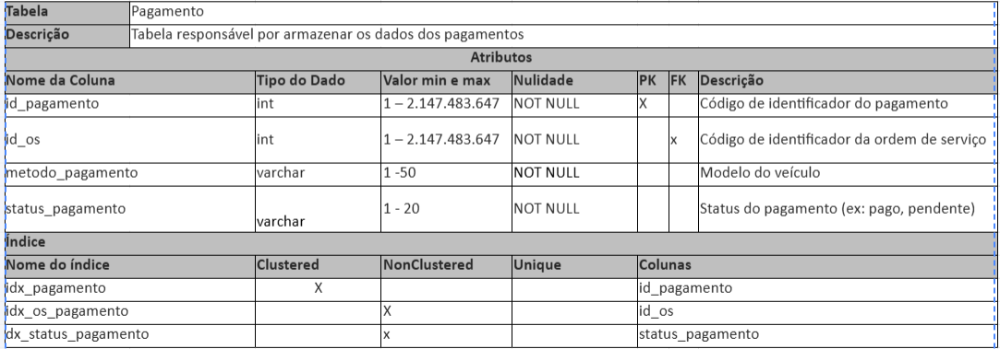 Tabela Pagamento
Descrição Tabela responsável por armazenar os dados dos pagamentos
Atributos
Nome da Coluna Tipo do Dado Valor min e max Nulidade PK FK Descrição
id_pagamento int 1 – 2.147.483.647 NOT NULL X Código de identificador do pagamento
id_os int 1 – 2.147.483.647 NOT NULL x Código de identificador da ordem de serviço
metodo_pagamento varchar 1 -50 NOT NULL Modelo do veículo
status_pagamento varchar 1 - 20 NOT NULL Status do pagamento (ex: pago, pendente)
Índice
Nome do índice Clustered NonClustered Unique Colunas
idx_pagamento X id_pagamento
idx_os_pagamento X id_os
dx_status_pagamento x status_pagamento